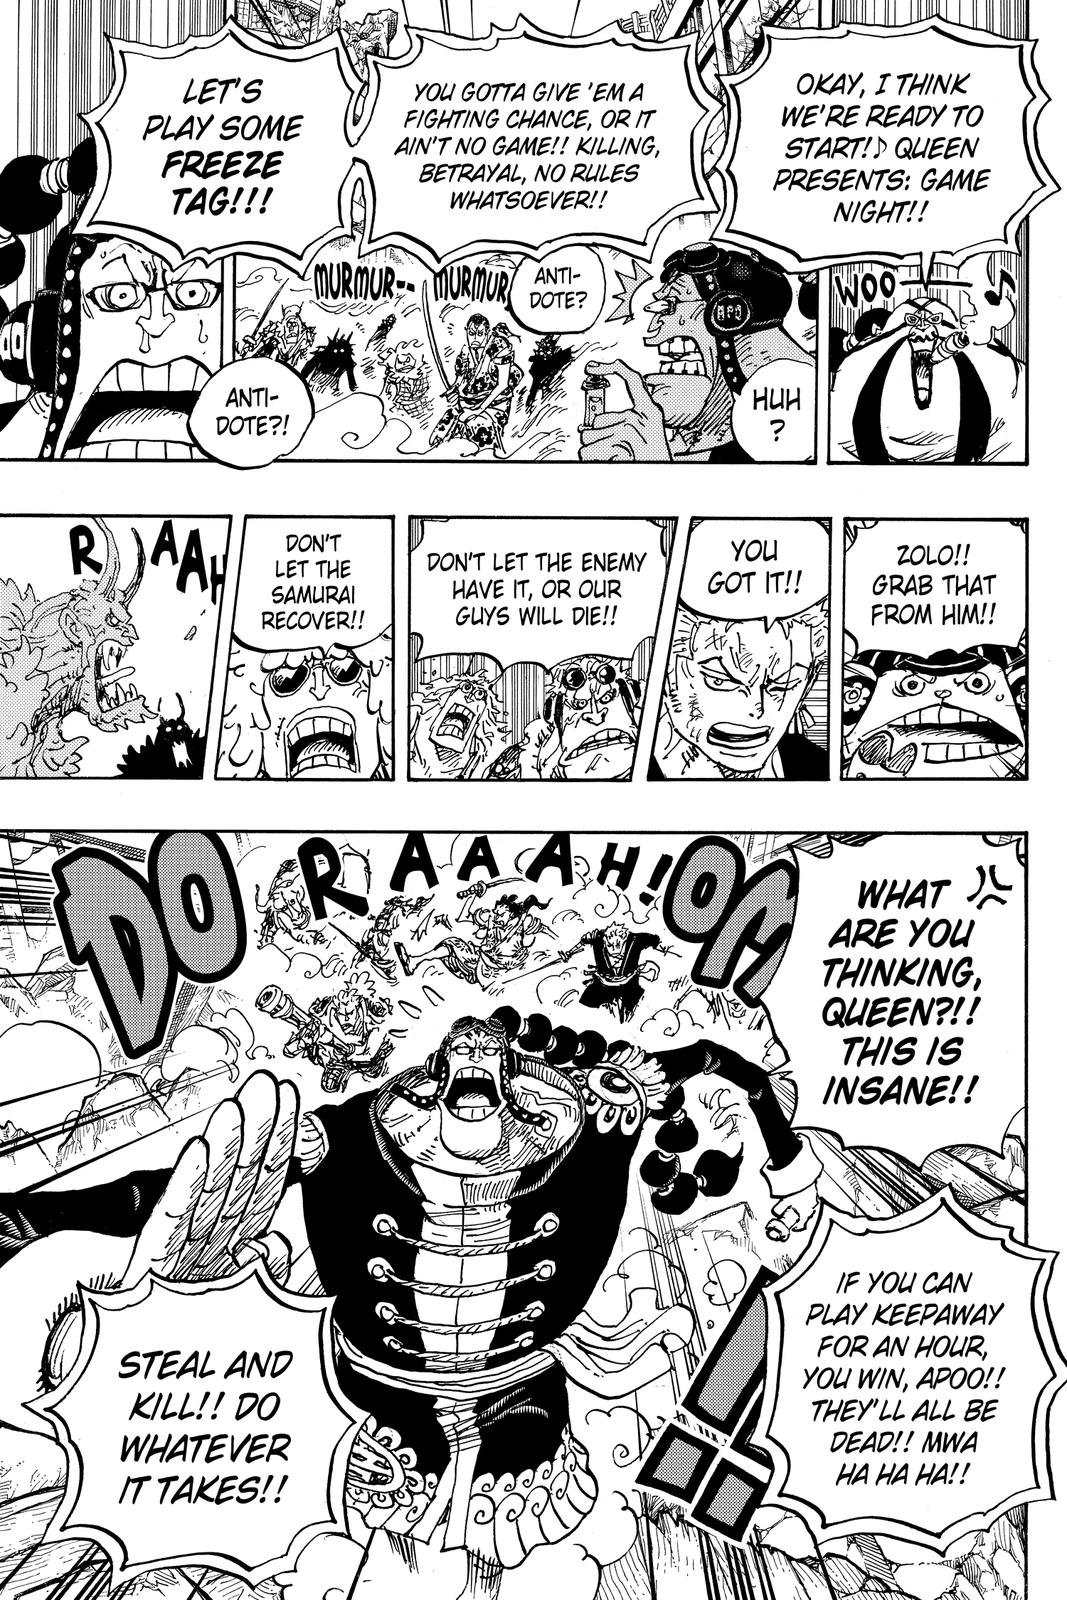 OKAY, I THINK
WE'RE READY TO
START!♪ QUEEN
PRESENTS: GAME
NIGHT!!
WOO
YOU GOTTA GIVE 'EM A
FIGHTING CHANCE, OR IT
AIN'T NO GAME!! KILLING,
BETRAYAL, NO RULES
WHATSOEVER!!
HUH
?
APO
ANTI-
DOTE?
MURMUR--
MURMUR
LET'S
PLAY SOME
FREEZE
TAG!!!
ANTI-
DOTE?!
ZOLO!!
GRAB THAT
FROM HIM!!
YOU
GOT IT!!
DON'T LET THE ENEMY
HAVE IT, OR OUR
GUYS WILL DIE!!
DON'T
LET THE
SAMURAI
RECOVER!!
RAAH
WHAT
ARE YOU
THINKING,
QUEEN?!!
THIS IS
INSANE!!
RAAAH!
DOOM!!
IF YOU CAN
PLAY KEEPAWAY
FOR AN HOUR,
YOU WIN, APOO!!
THEY'LL ALL BE
DEAD!! MWA
HA HA HA!!
STEAL AND
KILL!! DO
WHATEVER
IT TAKES!!